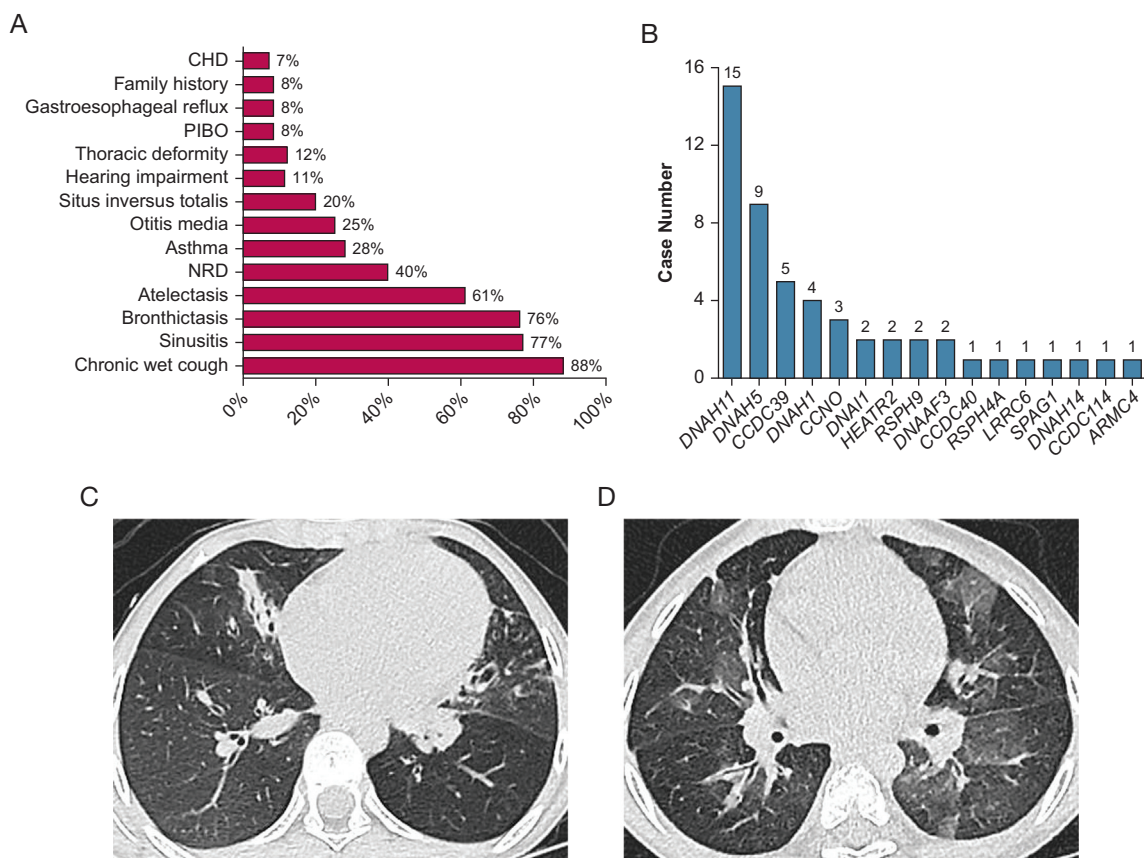 A
CHD 7%
Family history 8%
Gastroesophageal reflux 8%
PIBO 8%
Thoracic deformity 12%
Hearing impairment 11%
Situs inversus totalis 20%
Otitis media 25%
Asthma 28%
NRD 40%
Atelectasis 61%
Bronthictasis 76%
Sinusitis 77%
Chronic wet cough 88%
0% 20% 40% 60% 80% 100%
B
Case Number
16
12
8
4
0
15 9 5 4 3 2 2 2 2 1 1 1 1 1 1 1
DNAH11 DNAH5 CCDC39 DNAH1 CCNO DNAI1 HEATR2 RSPH9 DNAAF3 CCDC40 RSPH4A LRRC6 SPAG1 DNAH14 CCDC114 ARMC4
C
D